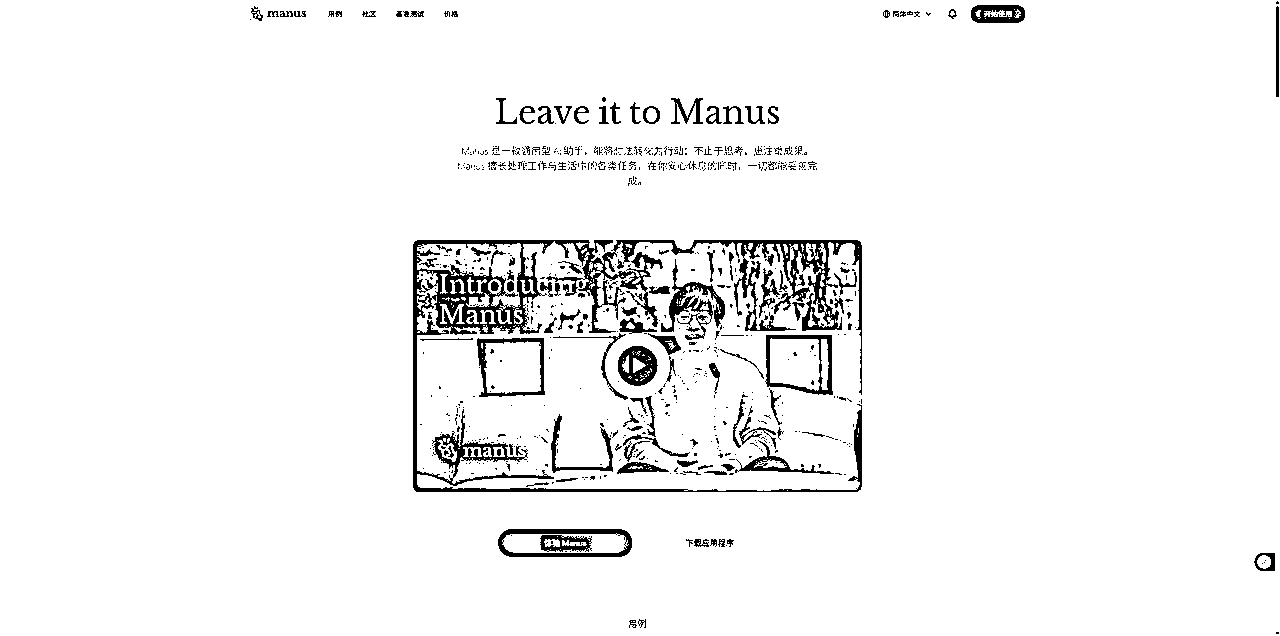 manus
用例
社区
基准测试
价格
简体中文
开始使用
Leave it to Manus
Manus 是一款通用型 AI 助手，能将想法转化为行动：不止于思考，更注重成果。
Manus 擅长处理工作与生活中的各类任务，在你安心休息的同时，一切都能妥善完
成。
Introducing
Manus
manus
体验 Manus
下载应用程序
用例